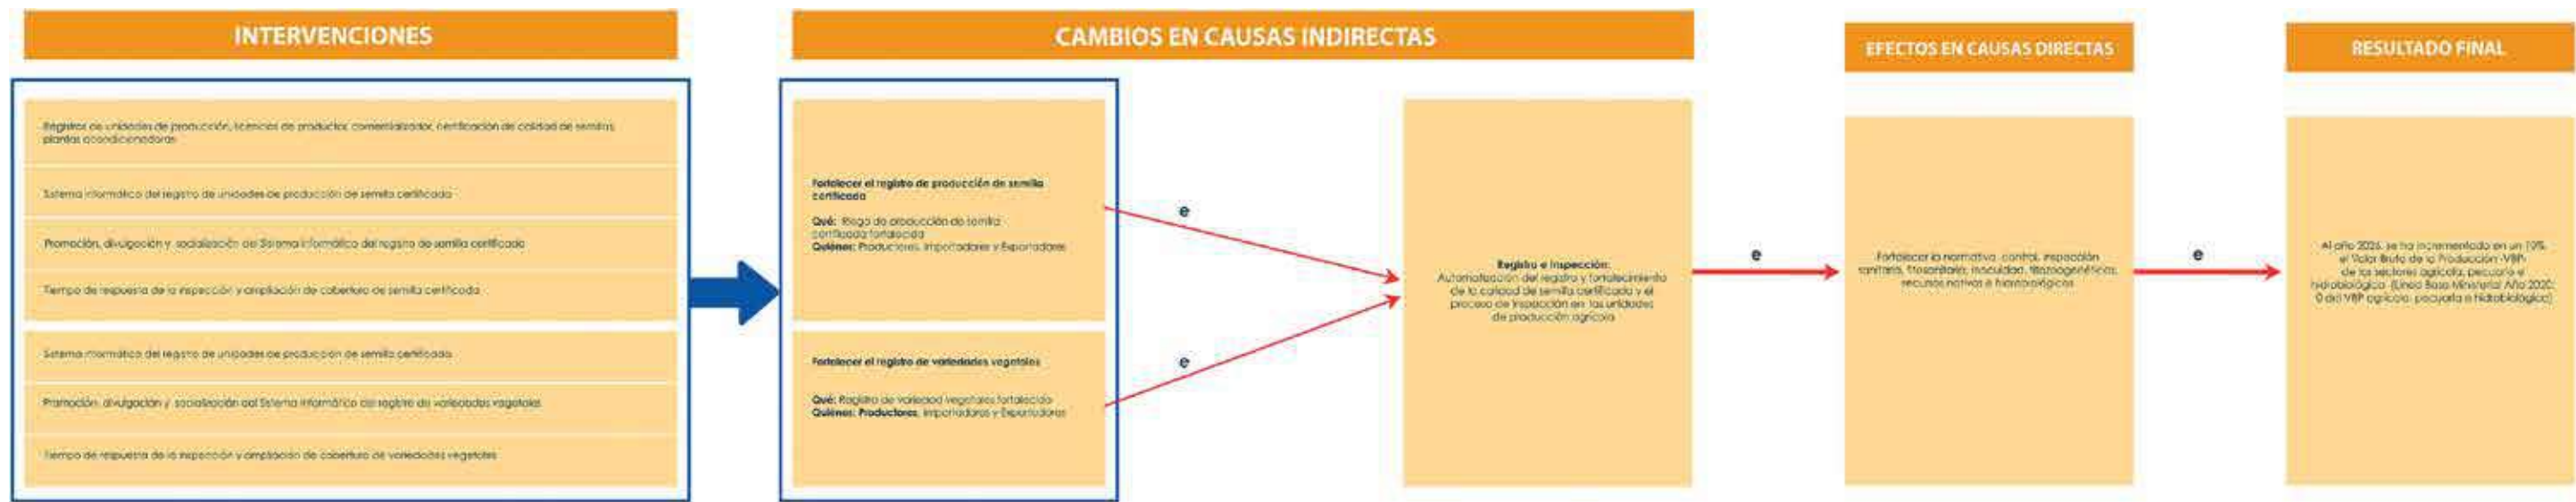 INTERVENCIONES
CAMBIOS EN CAUSAS INDIRECTAS
EFECTOS EN CAUSAS DIRECTAS
RESULTADO FINAL
Registros de unidades de producción, licencias de productor, comercializador, certificación de calidad de semillas,
plantas acondicionadoras
Sistema informático del registro de unidades de producción de semilla certificada
Promoción, divulgación y socialización del Sistema informático del registro de semilla certificada
Tiempo de respuesta de la inspección y ampliación de cobertura de semilla certificada
Sistema informático del registro de unidades de producción de semilla certificada
Promoción, divulgación y socialización del Sistema informático del registro de variedades vegetales
Tiempo de respuesta de la inspección y ampliación de cobertura de variedades vegetales
Fortalecer el registro de producción de semilla
certificada
Qué: Riego de producción de semilla
certificada fortalecida
Quiénes: Productores, Importadores y Exportadores
Fortalecer el registro de variedades vegetales
Qué: Registro de variedad vegetales fortalecido
Quiénes: Productores, Importadores y Exportadores
e
e
Registro e Inspección:
Automatización del registro y fortalecimiento
de la calidad de semilla certificada y el
proceso de inspección en las unidades
de producción agrícola
e
Fortalecer la normativa, control, inspección
sanitaria, fitosanitaria, inocuidad, fitozoogenéticos,
recursos nativos e hidrobiológicos
e
Al año 2026, se ha incrementado en un 19%
el Valor Bruto de la Producción -VBP-
de los sectores agrícola, pecuario e
hidrobiológico (Línea Base Ministerial Año 2020:
0 del VBP agrícola, pecuaria e hidrobiológica)